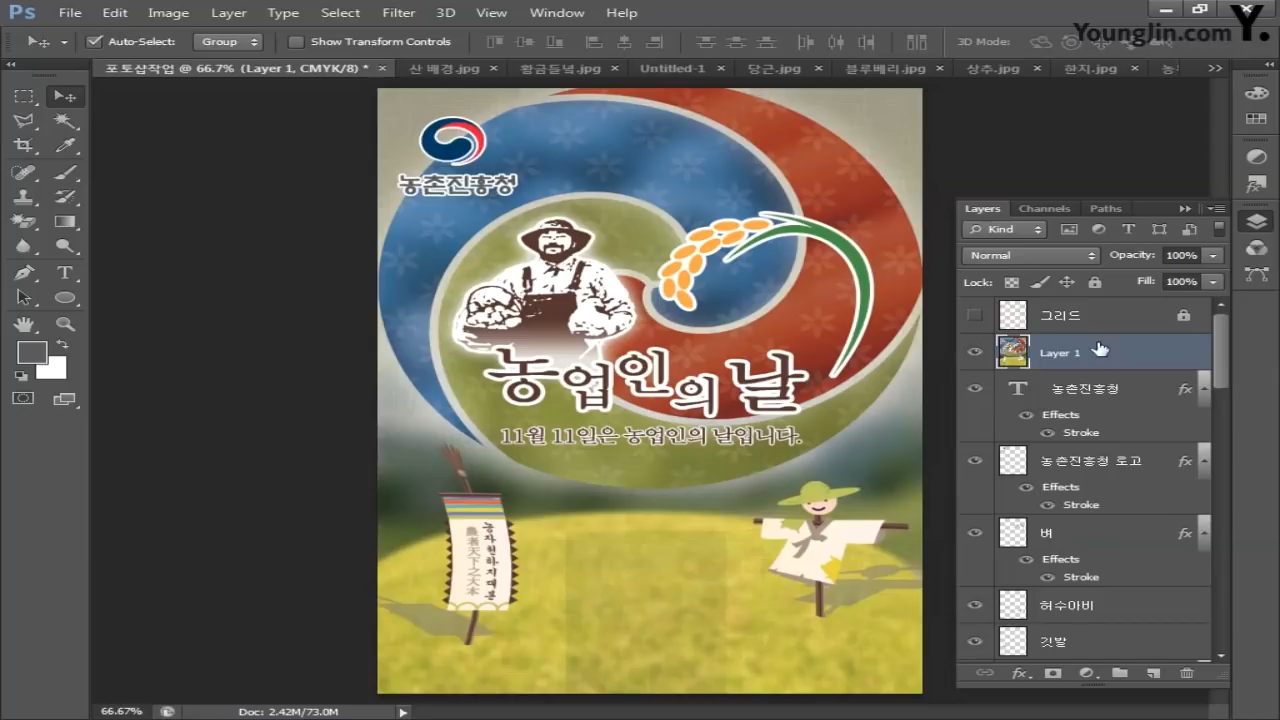 Ps File Edit Image Layer Type Select Filter 3D View Window Help
YoungJin.com Y.
Auto-Select: Group Show Transform Controls 3D Mode:
포토샵작업 @ 66.7% (Layer 1, CMYK/8) * × 산 배경.jpg × 황금들녘.jpg × Untitled-1 × 당근.jpg × 블루베리.jpg × 상추.jpg × 한지.jpg ×
농촌진흥청
농업인의날
11월 11일은 농업인의 날입니다.
농자천하지대본
農者天下之大本
Layers Channels Paths
Kind
Normal Opacity: 100%
Lock: Fill: 100%
그리드
Layer 1
T 농촌진흥청 fx
Effects
Stroke
농촌진흥청 로고 fx
Effects
Stroke
벼 fx
Effects
Stroke
허수아비
깃발
fx
66.67% Doc: 2.42M/73.0M